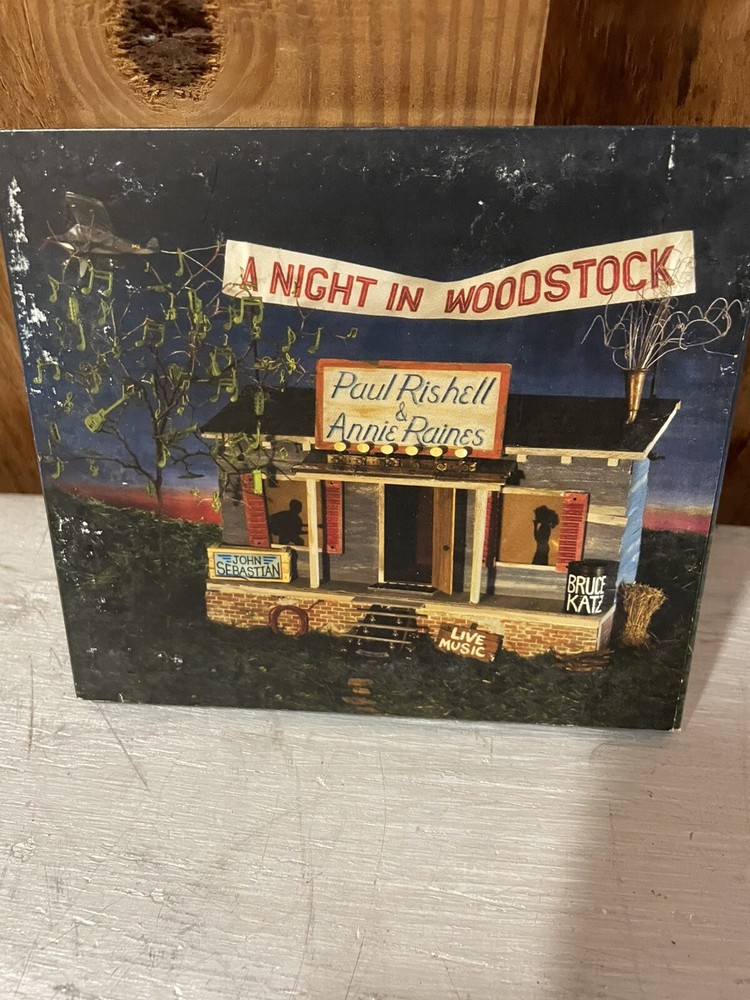 A NIGHT IN WOODSTOCK
Paul Rishell
&
Annie Raines
JOHN
SEBASTIAN
BRUCE
KATZ
LIVE
MUSIC